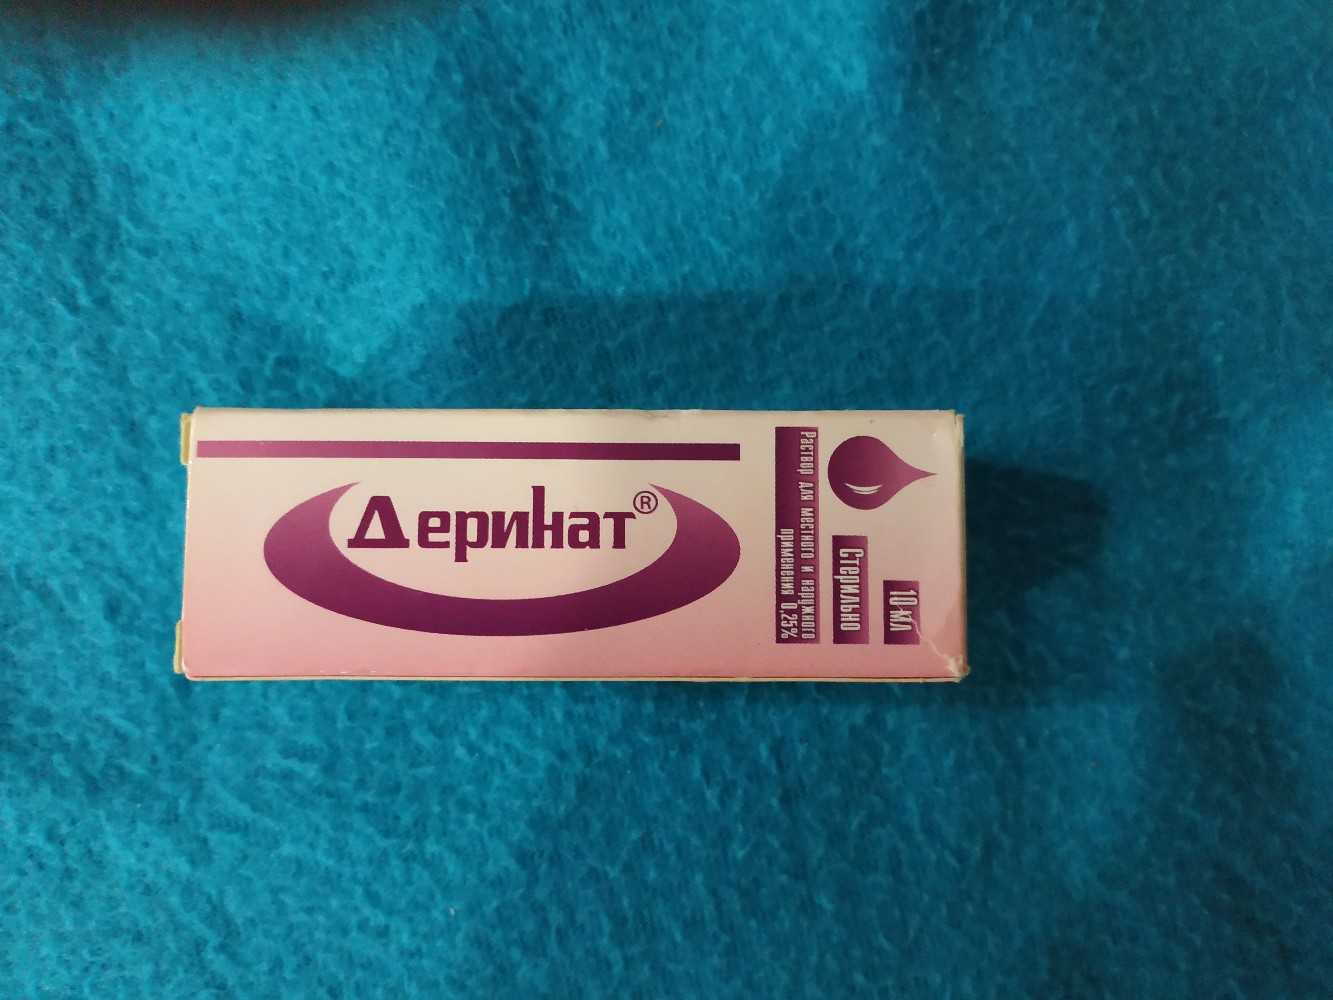 Деринат®
Раствор для местного и наружного
применения 0,25%
Стерильно
10 мл